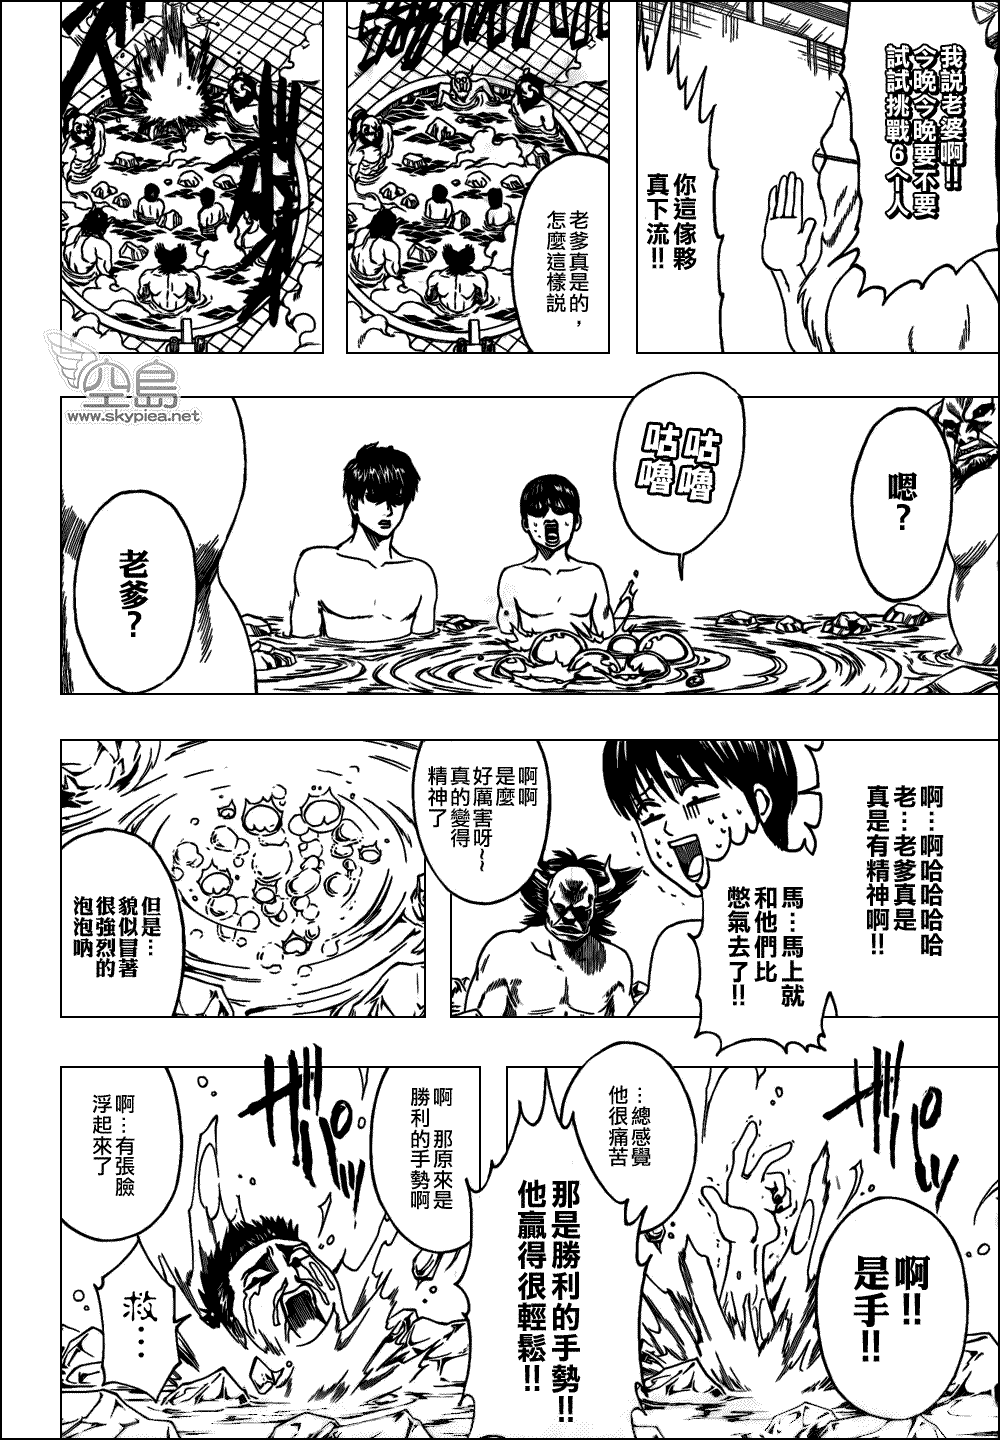 我說老婆啊!!
今晚今晚要不要
試試挑戰6个人
你這傢夥
真下流!!
老爹真是的，
怎麼這樣說
空島
www.skypiea.net
嗯？
咕嚕
咕嚕
老爹？
啊…啊哈哈哈哈
老…老爹真是
真是有精神啊!!
馬…馬上就
和他們比
憋氣去了!!
啊啊
是麼
好厲害呀~
真的變得
精神了
但是…
貌似冒著
很強烈的
泡泡吶
啊!!
是手!!
…總感覺
他很痛苦
那是勝利的手勢!!
他贏得很輕鬆!!
啊 那原來是
勝利的手勢啊
啊…有張臉
浮起來了
救…